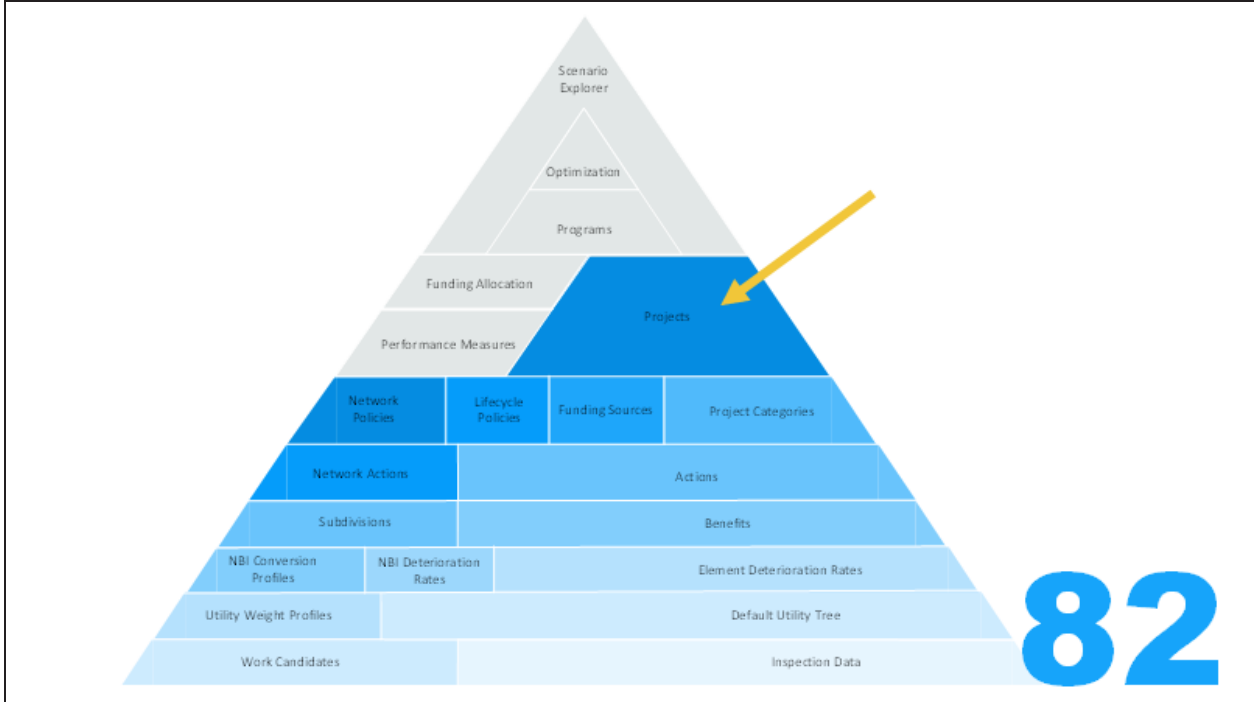 Scenario
Explorer
Optimization
Programs
Funding Allocation
Projects
Performance Measures
Network
Policies
Lifecycle
Policies
Funding Sources
Project Categories
Network Actions
Actions
Subdivisions
Benefits
NBI Conversion
Profiles
NBI Deterioration
Rates
Element Deterioration Rates
Utility Weight Profiles
Default Utility Tree
Work Candidates
Inspection Data
82